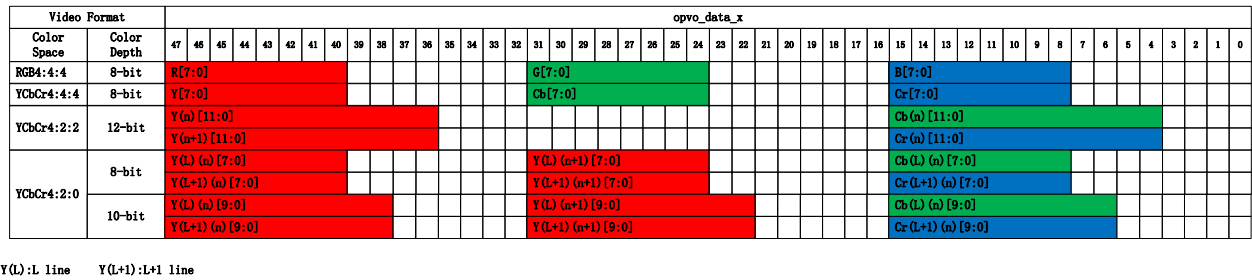 Video Format opvo_data_x
Color Space Color Depth 47 46 45 44 43 42 41 40 39 38 37 36 35 34 33 32 31 30 29 28 27 26 25 24 23 22 21 20 19 18 17 16 15 14 13 12 11 10 9 8 7 6 5 4 3 2 1 0
RGB4:4:4 8-bit R[7:0] G[7:0] B[7:0]
YCbCr4:4:4 8-bit Y[7:0] Cb[7:0] Cr[7:0]
YCbCr4:2:2 12-bit Y(n)[11:0] Cb(n)[11:0]
Y(n+1)[11:0] Cr(n)[11:0]
YCbCr4:2:0 8-bit Y(L)(n)[7:0] Y(L)(n+1)[7:0] Cb(L)(n)[7:0]
Y(L+1)(n)[7:0] Y(L+1)(n+1)[7:0] Cr(L+1)(n)[7:0]
10-bit Y(L)(n)[9:0] Y(L)(n+1)[9:0] Cb(L)(n)[9:0]
Y(L+1)(n)[9:0] Y(L+1)(n+1)[9:0] Cr(L+1)(n)[9:0]
Y(L):L line Y(L+1):L+1 line